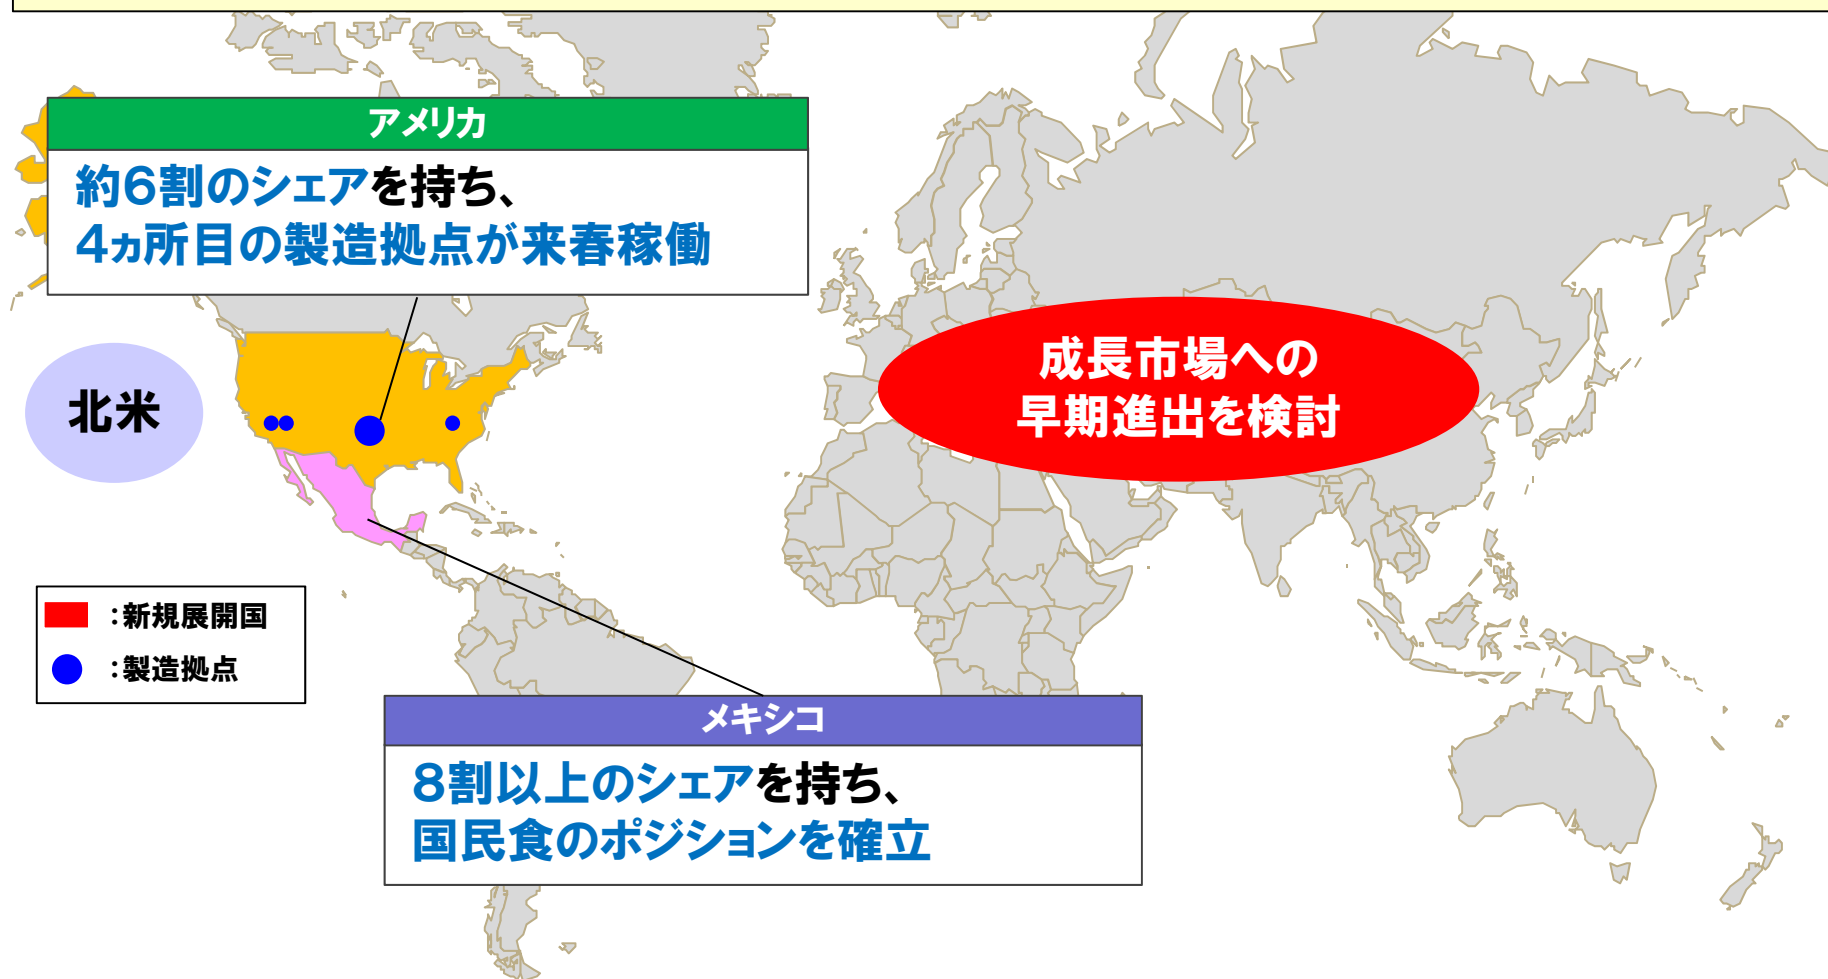 アメリカ
約6割のシェアを持ち、
4ヵ所目の製造拠点が来春稼働
成長市場への
早期進出を検討
北米
:新規展開国
:製造拠点
メキシコ
8割以上のシェアを持ち、
国民食のポジションを確立